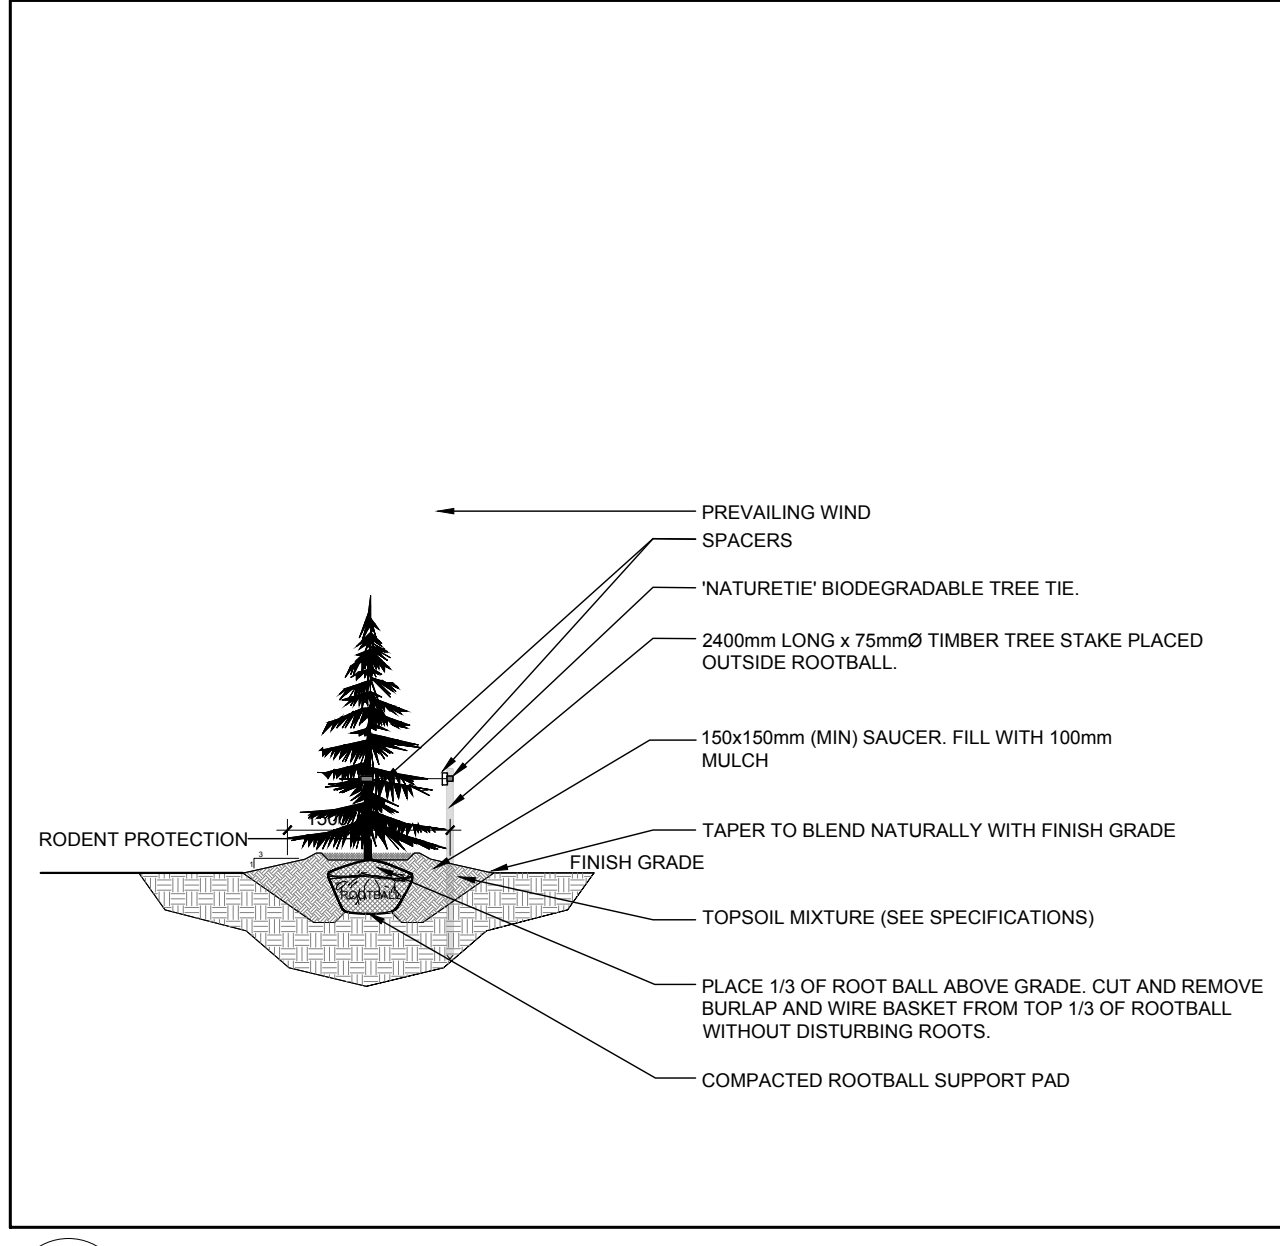 PREVAILING WIND
SPACERS
'NATURETIE' BIODEGRADABLE TREE TIE.
2400mm LONG x 75mmØ TIMBER TREE STAKE PLACED
OUTSIDE ROOTBALL.
150x150mm (MIN) SAUCER. FILL WITH 100mm
MULCH
RODENT PROTECTION
TAPER TO BLEND NATURALLY WITH FINISH GRADE
3
1
FINISH GRADE
ROOTBALL
TOPSOIL MIXTURE (SEE SPECIFICATIONS)
PLACE 1/3 OF ROOT BALL ABOVE GRADE. CUT AND REMOVE
BURLAP AND WIRE BASKET FROM TOP 1/3 OF ROOTBALL
WITHOUT DISTURBING ROOTS.
COMPACTED ROOTBALL SUPPORT PAD